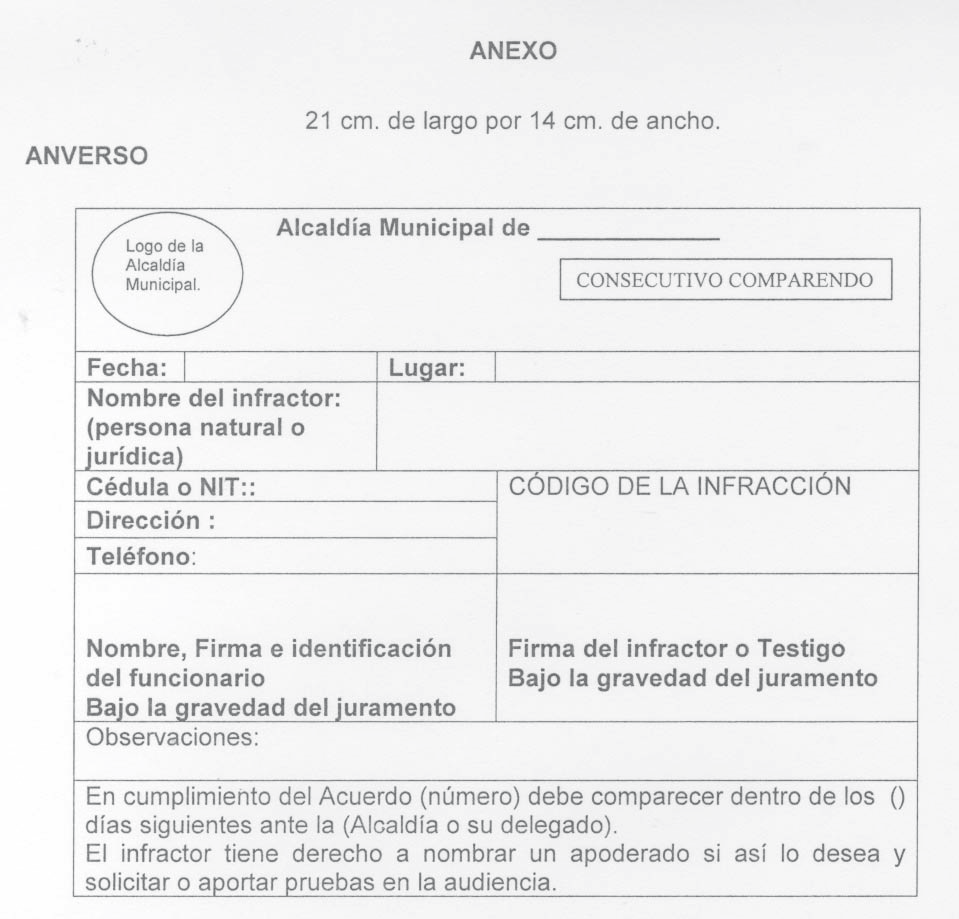 ANEXO
21 cm. de largo por 14 cm. de ancho.
ANVERSO
Logo de la
Alcaldía
Municipal.
Alcaldía Municipal de _____________
CONSECUTIVO COMPARENDO
Fecha:
Lugar:
Nombre del infractor:
(persona natural o
jurídica)
Cédula o NIT::
CÓDIGO DE LA INFRACCIÓN
Dirección :
Teléfono:
Nombre, Firma e identificación
del funcionario
Bajo la gravedad del juramento
Firma del infractor o Testigo
Bajo la gravedad del juramento
Observaciones:
En cumplimiento del Acuerdo (número) debe comparecer dentro de los ()
días siguientes ante la (Alcaldía o su delegado).
El infractor tiene derecho a nombrar un apoderado si así lo desea y
solicitar o aportar pruebas en la audiencia.